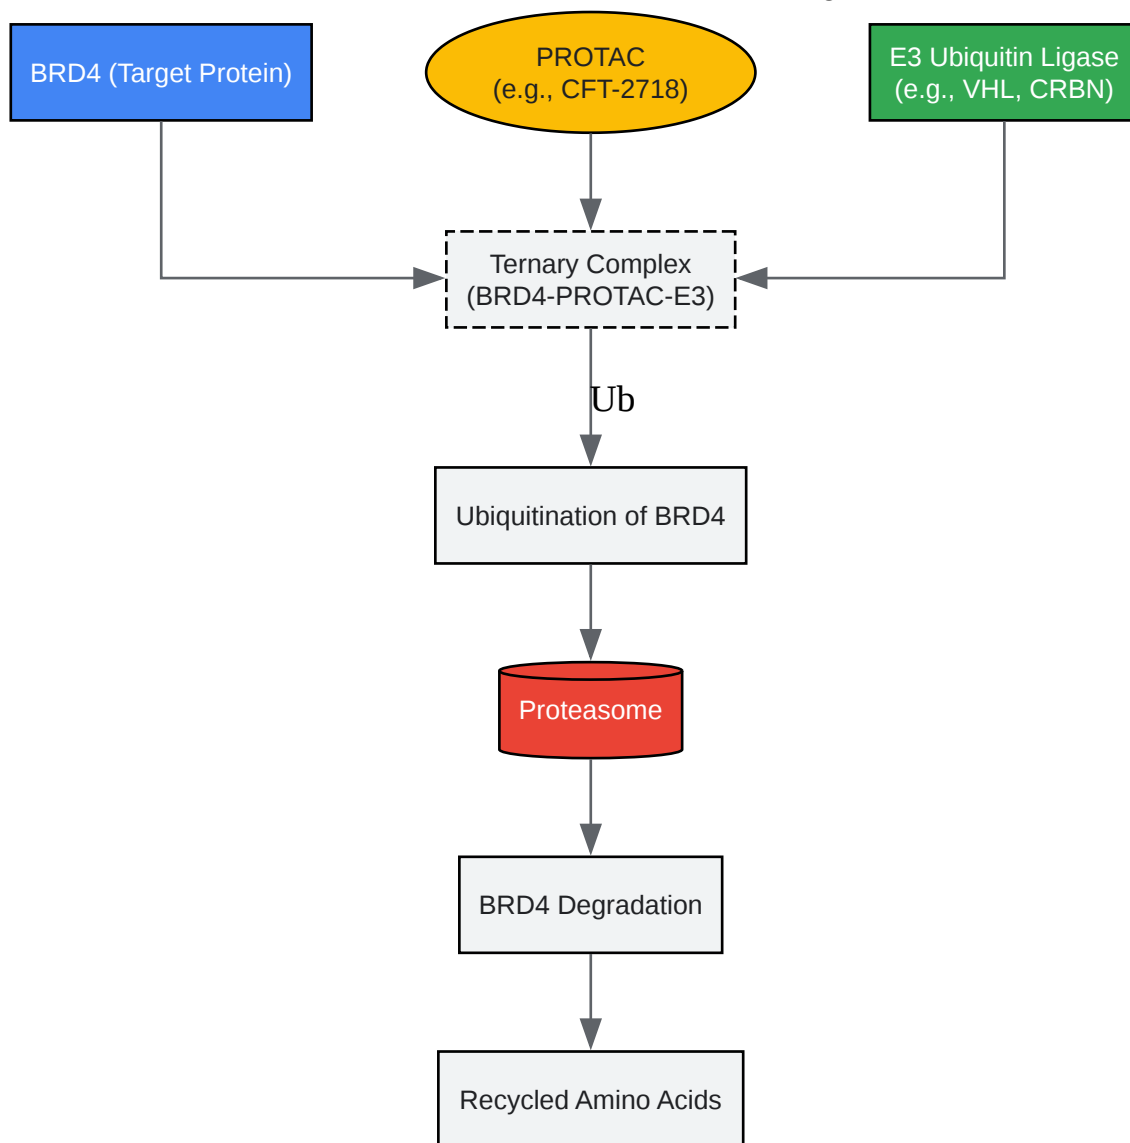 BRD4 (Target Protein)
PROTAC
(e.g., CFT-2718)
E3 Ubiquitin Ligase
(e.g., VHL, CRBN)
Ternary Complex
(BRD4-PROTAC-E3)
Ub
Ubiquitination of BRD4
Proteasome
BRD4 Degradation
Recycled Amino Acids